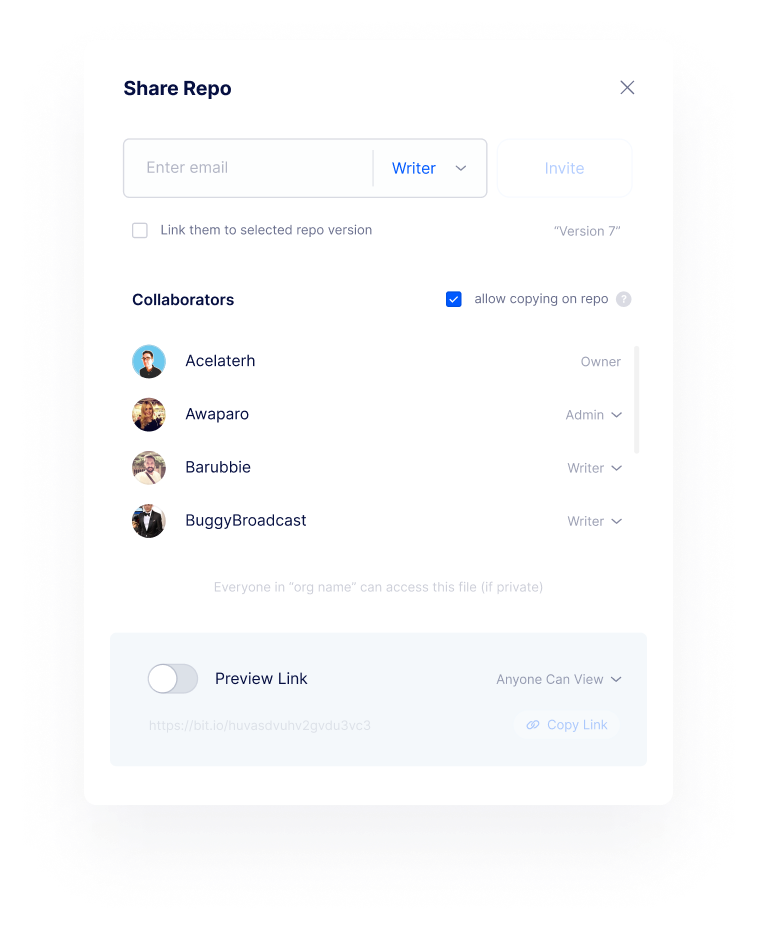 Share Repo
Enter email Writer Invite
Link them to selected repo version “Version 7”
Collaborators allow copying on repo ?
Acelaterh Owner
Awaparo Admin
Barubbie Writer
BuggyBroadcast Writer
Everyone in “org name” can access this file (if private)
Preview Link Anyone Can View
https://bit.io/huvasdvuhv2gvdu3vc3 Copy Link